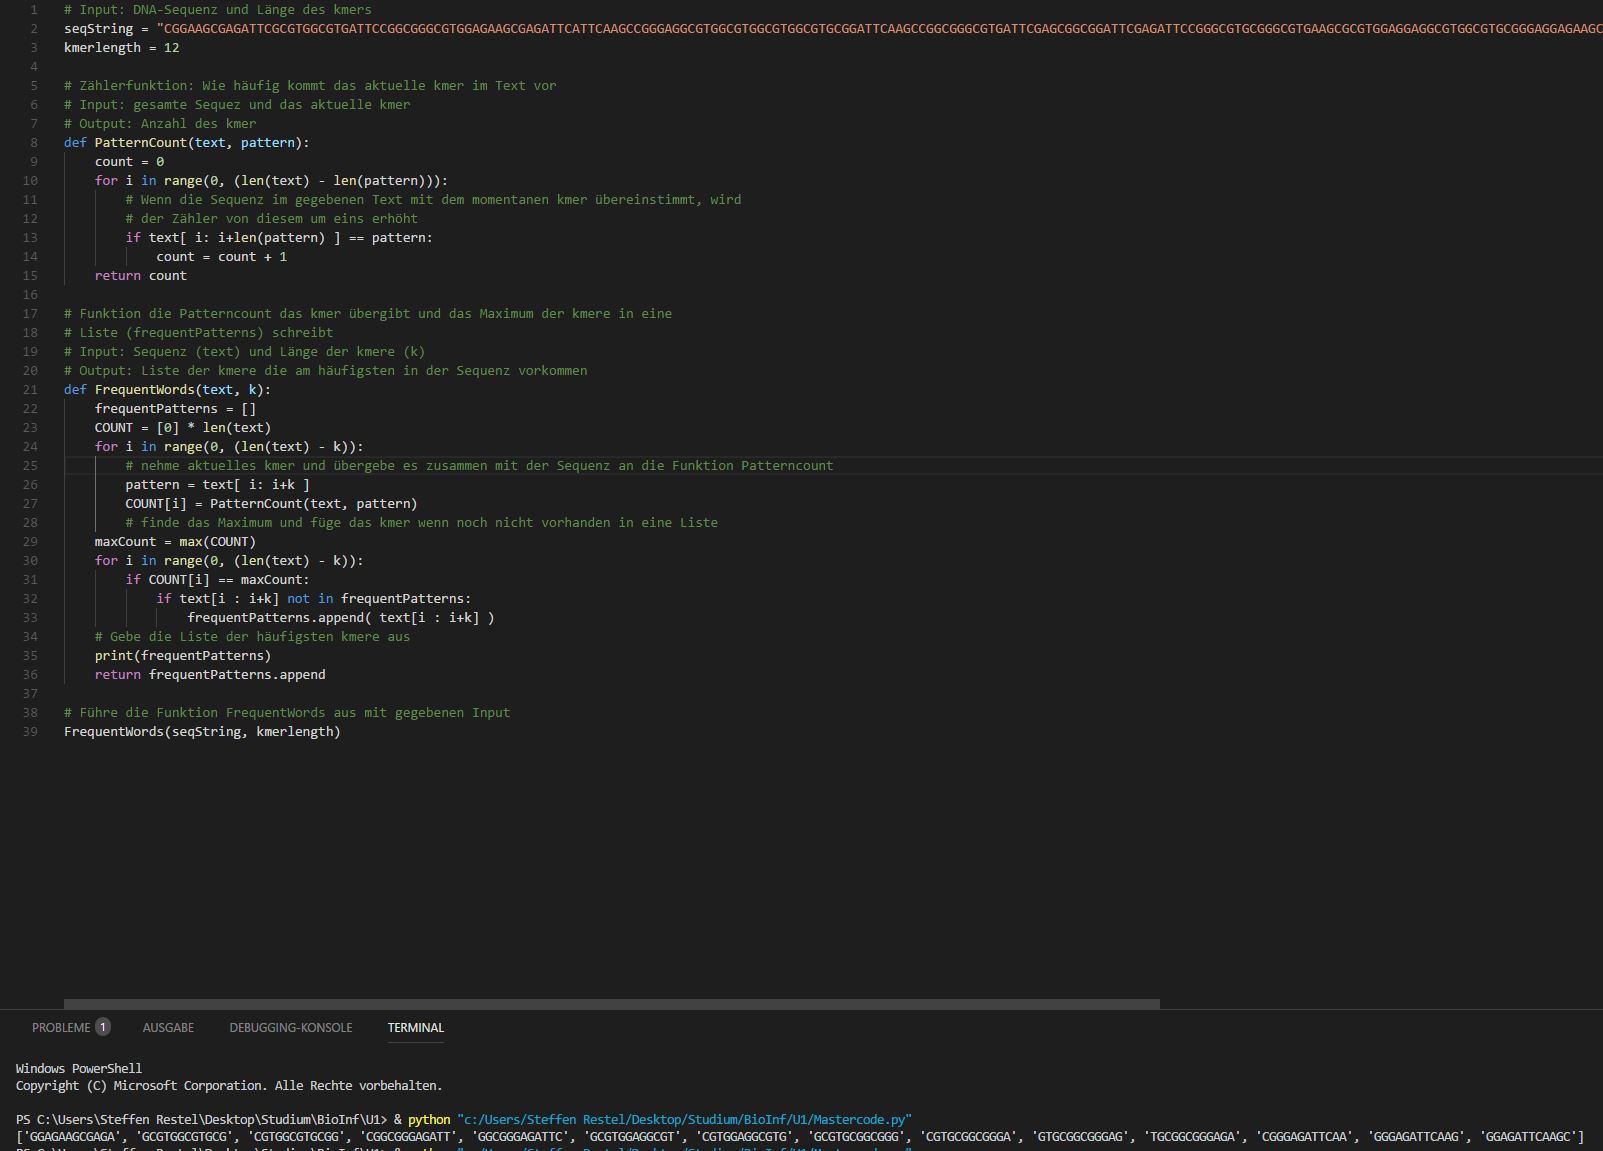 1 # Input: DNA-Sequenz und Länge des kmers
2 seqString = "CGGAAGCGAGATTCGCGTGGCGTGATTCCGGCGGGCGTGGAGAAGCGAGATTCATTCAAGCCGGGAGGCGTGGCGTGGCGTGGCGTGCGGATTCAAGCCGGCGGGCGTGATTCGAGCGGCGGATTCGAGATTCCGGGCGTGCGGGCGTGAAGCGCGTGGAGGAGGCGTGGCGTGCGGGAGGAGAAGC
3 kmerlength = 12
4
5 # Zählerfunktion: Wie häufig kommt das aktuelle kmer im Text vor
6 # Input: gesamte Sequez und das aktuelle kmer
7 # Output: Anzahl des kmer
8 def PatternCount(text, pattern):
9 count = 0
10 for i in range(0, (len(text) - len(pattern))):
11 # Wenn die Sequenz im gegebenen Text mit dem momentanen kmer übereinstimmt, wird
12 # der Zähler von diesem um eins erhöht
13 if text[ i: i+len(pattern) ] == pattern:
14 count = count + 1
15 return count
16
17 # Funktion die Patterncount das kmer übergibt und das Maximum der kmere in eine
18 # Liste (frequentPatterns) schreibt
19 # Input: Sequenz (text) und Länge der kmere (k)
20 # Output: Liste der kmere die am häufigsten in der Sequenz vorkommen
21 def FrequentWords(text, k):
22 frequentPatterns = []
23 COUNT = [0] * len(text)
24 for i in range(0, (len(text) - k)):
25 # nehme aktuelles kmer und übergebe es zusammen mit der Sequenz an die Funktion Patterncount
26 pattern = text[ i: i+k ]
27 COUNT[i] = PatternCount(text, pattern)
28 # finde das Maximum und füge das kmer wenn noch nicht vorhanden in eine Liste
29 maxCount = max(COUNT)
30 for i in range(0, (len(text) - k)):
31 if COUNT[i] == maxCount:
32 if text[i : i+k] not in frequentPatterns:
33 frequentPatterns.append( text[i : i+k] )
34 # Gebe die Liste der häufigsten kmere aus
35 print(frequentPatterns)
36 return frequentPatterns.append
37
38 # Führe die Funktion FrequentWords aus mit gegebenen Input
39 FrequentWords(seqString, kmerlength)
PROBLEME 1 AUSGABE DEBUGGING-KONSOLE TERMINAL
Windows PowerShell
Copyright (C) Microsoft Corporation. Alle Rechte vorbehalten.
PS C:\Users\Steffen Restel\Desktop\Studium\BioInf\U1> & python "c:/Users/Steffen Restel/Desktop/Studium/BioInf/U1/Mastercode.py"
['GGAGAAGCGAGA', 'GCGTGGCGTGCG', 'CGTGGCGTGCGG', 'CGGCGGGAGATT', 'GGCGGGAGATTC', 'GCGTGGAGGCGT', 'CGTGGAGGCGTG', 'GCGTGCGGCGGG', 'CGTGCGGCGGGA', 'GTGCGGCGGGAG', 'TGCGGCGGGAGA', 'CGGGAGATTCAA', 'GGGAGATTCAAG', 'GGAGATTCAAGC']